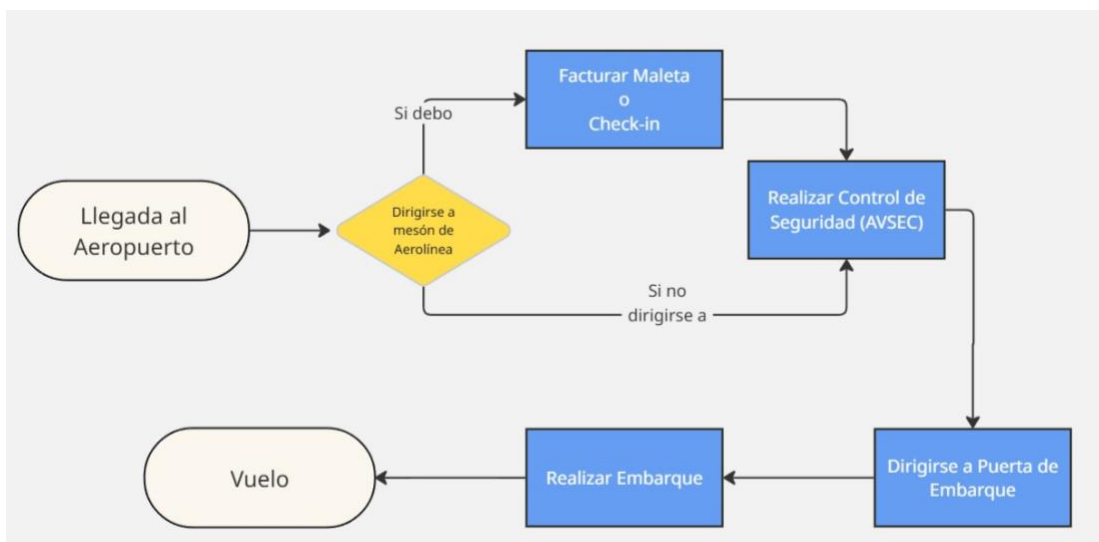 Llegada al
Aeropuerto
Dirigirse a
mesón de
Aerolínea
Si debo
Facturar Maleta
o
Check-in
Si no
dirigirse a
Realizar Control de
Seguridad (AVSEC)
Dirigirse a Puerta de
Embarque
Realizar Embarque
Vuelo